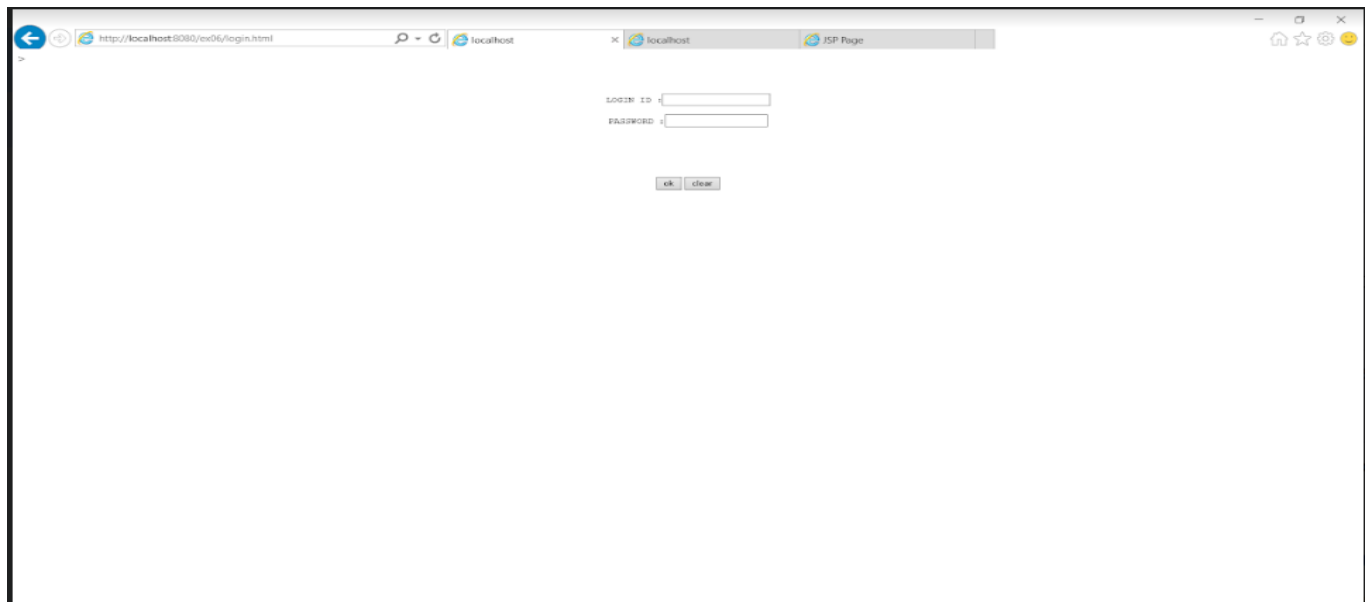 http://localhost:8080/ex06/login.html localhost localhost JSP Page
>
LOGIN ID :
PASSWORD :
ok clear